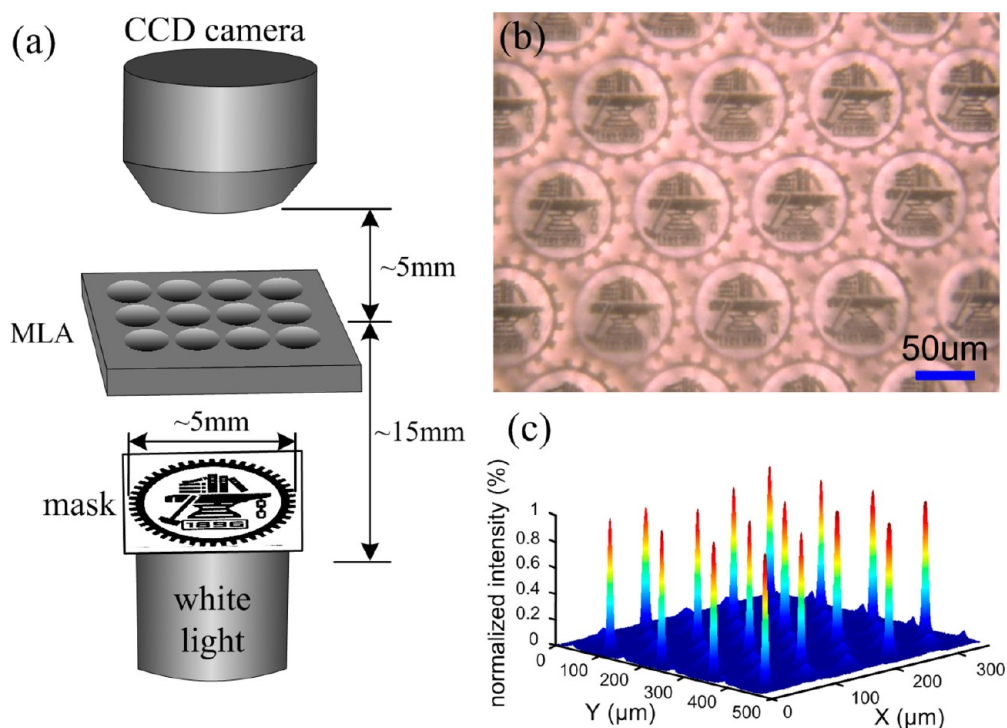 (a)
CCD camera
~5mm
MLA
~15mm
~5mm
mask
1896
white
light
(b)
50um
(c)
normalized intensity (%)
1
0.8
0.6
0.4
0.2
0
0
100
200
300
400
500
Y (μm)
0
100
200
300
X (μm)